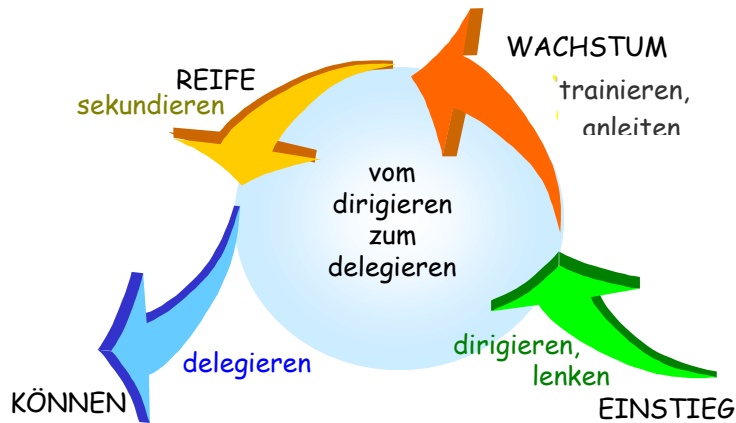 WACHSTUM
trainieren,
anleiten
REIFE
sekundieren
vom
dirigieren
zum
delegieren
dirigieren,
lenken
EINSTIEG
delegieren
KÖNNEN